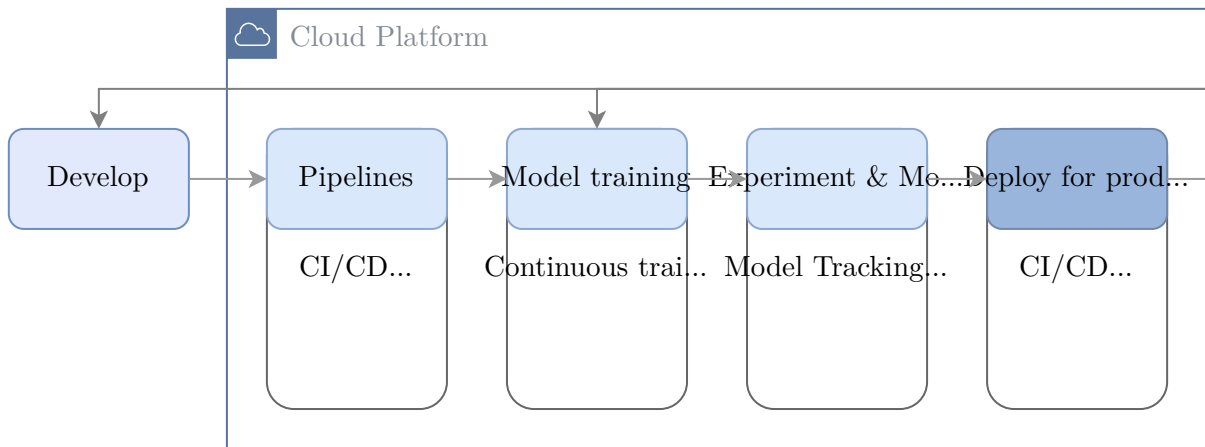 Cloud Platform
Develop
Pipelines
Model training
Experiment & Mo...
Deploy for prod...
CI/CD...
Continuous trai...
Model Tracking...
CI/CD...